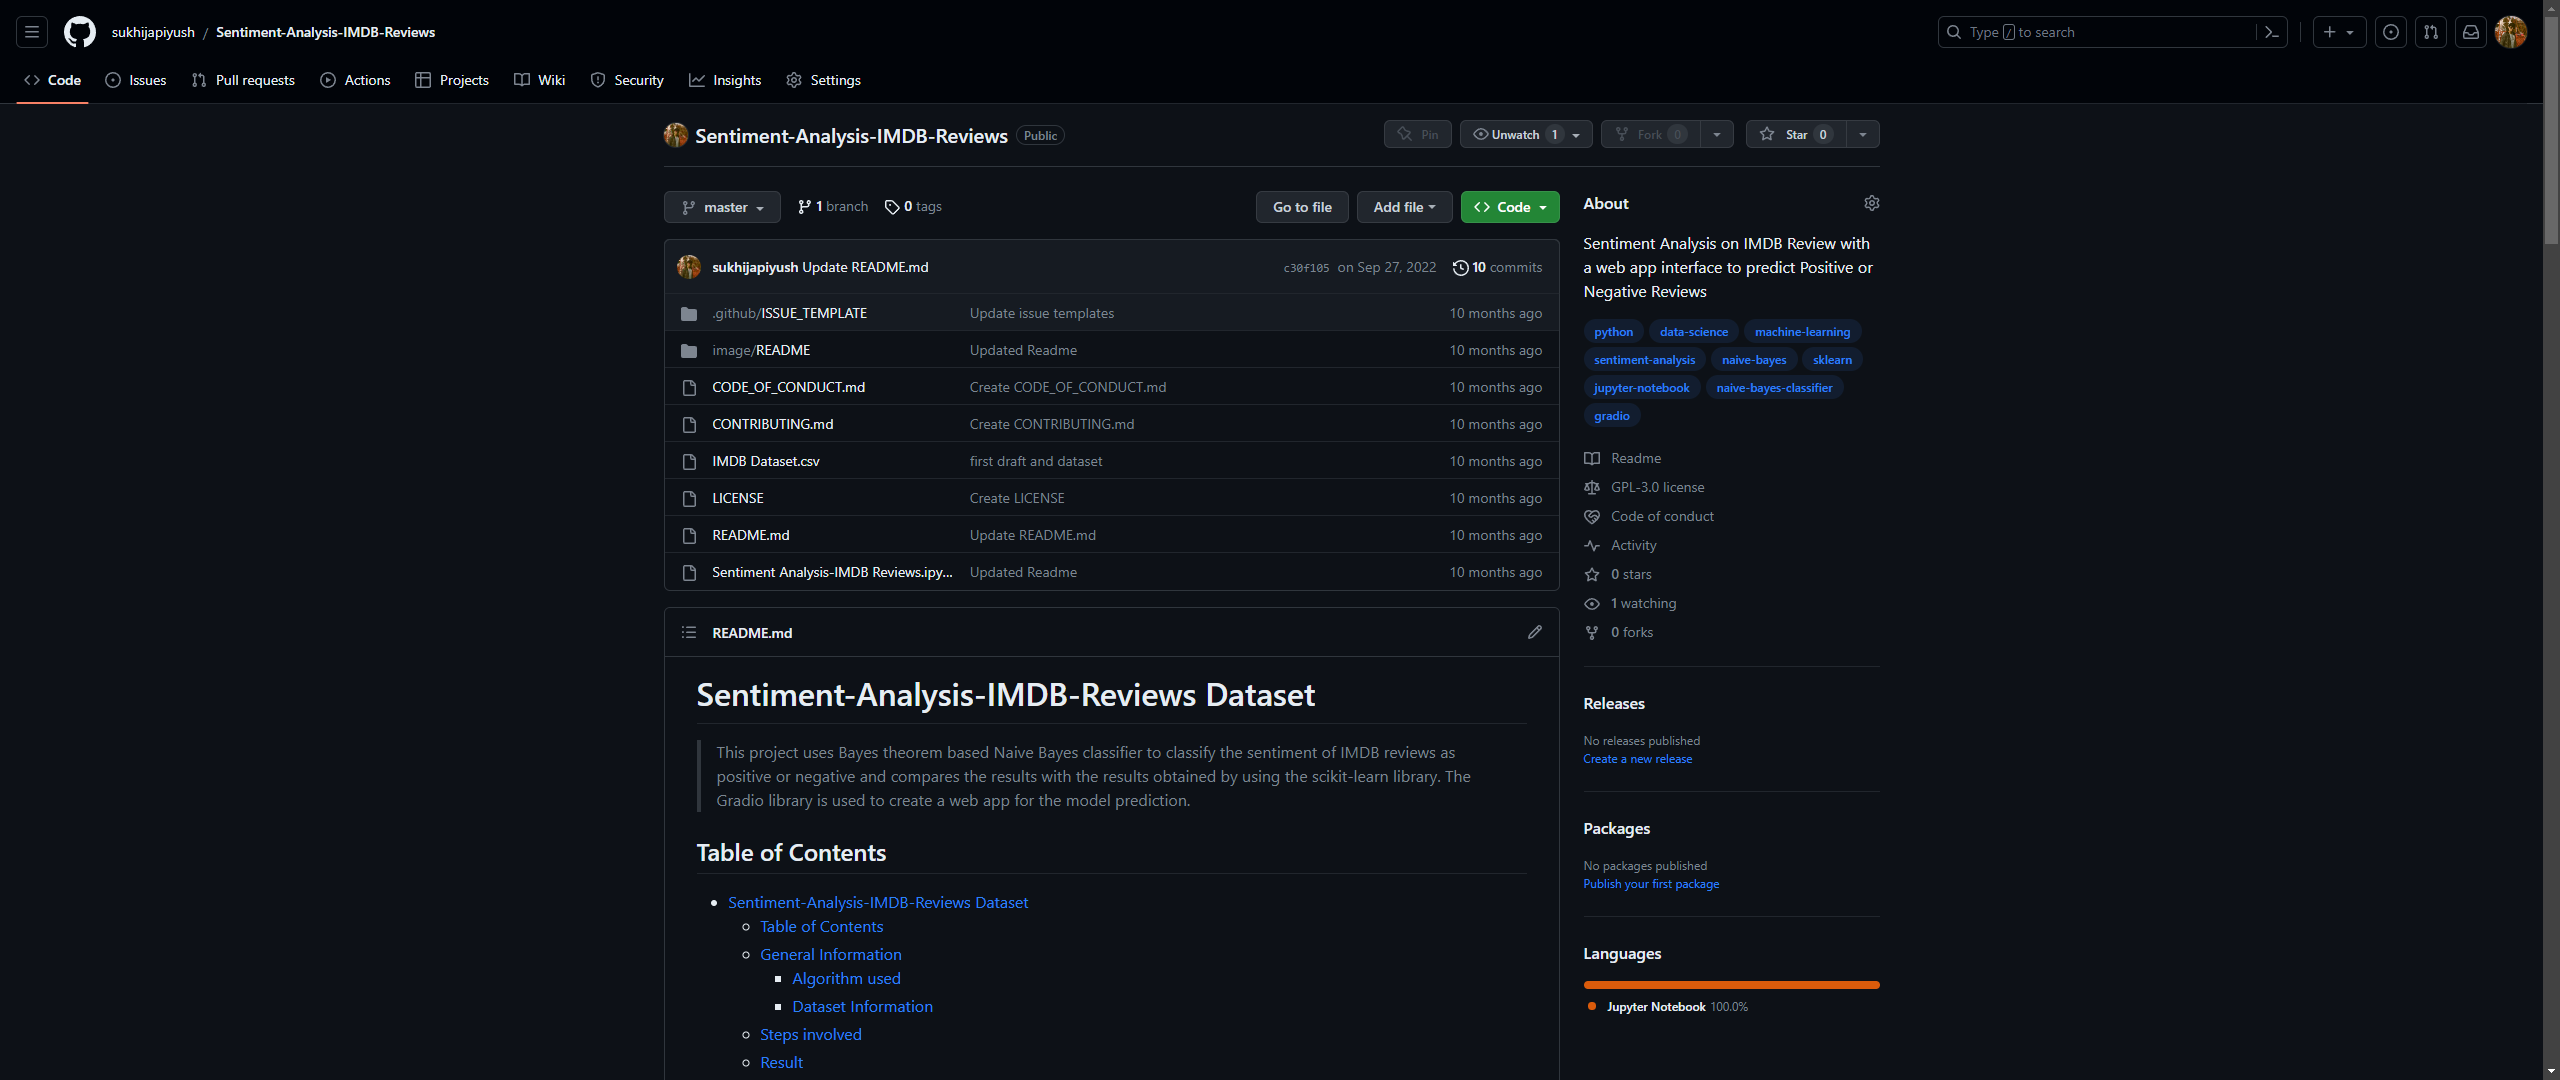 sukhijapiyush / Sentiment-Analysis-IMDB-Reviews
Type / to search
Code Issues Pull requests Actions Projects Wiki Security Insights Settings
Sentiment-Analysis-IMDB-Reviews Public
Pin Unwatch 1 Fork 0 Star 0
master 1 branch 0 tags Go to file Add file Code
sukhijapiyush Update README.md c30f105 on Sep 27, 2022 10 commits
.github/ISSUE_TEMPLATE Update issue templates 10 months ago
image/README Updated Readme 10 months ago
CODE_OF_CONDUCT.md Create CODE_OF_CONDUCT.md 10 months ago
CONTRIBUTING.md Create CONTRIBUTING.md 10 months ago
IMDB Dataset.csv first draft and dataset 10 months ago
LICENSE Create LICENSE 10 months ago
README.md Update README.md 10 months ago
Sentiment Analysis-IMDB Reviews.ipy... Updated Readme 10 months ago
README.md
Sentiment-Analysis-IMDB-Reviews Dataset
This project uses Bayes theorem based Naive Bayes classifier to classify the sentiment of IMDB reviews as
positive or negative and compares the results with the results obtained by using the scikit-learn library. The
Gradio library is used to create a web app for the model prediction.
Table of Contents
Sentiment-Analysis-IMDB-Reviews Dataset
Table of Contents
General Information
Algorithm used
Dataset Information
Steps involved
Result
About
Sentiment Analysis on IMDB Review with
a web app interface to predict Positive or
Negative Reviews
python data-science machine-learning
sentiment-analysis naive-bayes sklearn
jupyter-notebook naive-bayes-classifier
gradio
Readme
GPL-3.0 license
Code of conduct
Activity
0 stars
1 watching
0 forks
Releases
No releases published
Create a new release
Packages
No packages published
Publish your first package
Languages
Jupyter Notebook 100.0%